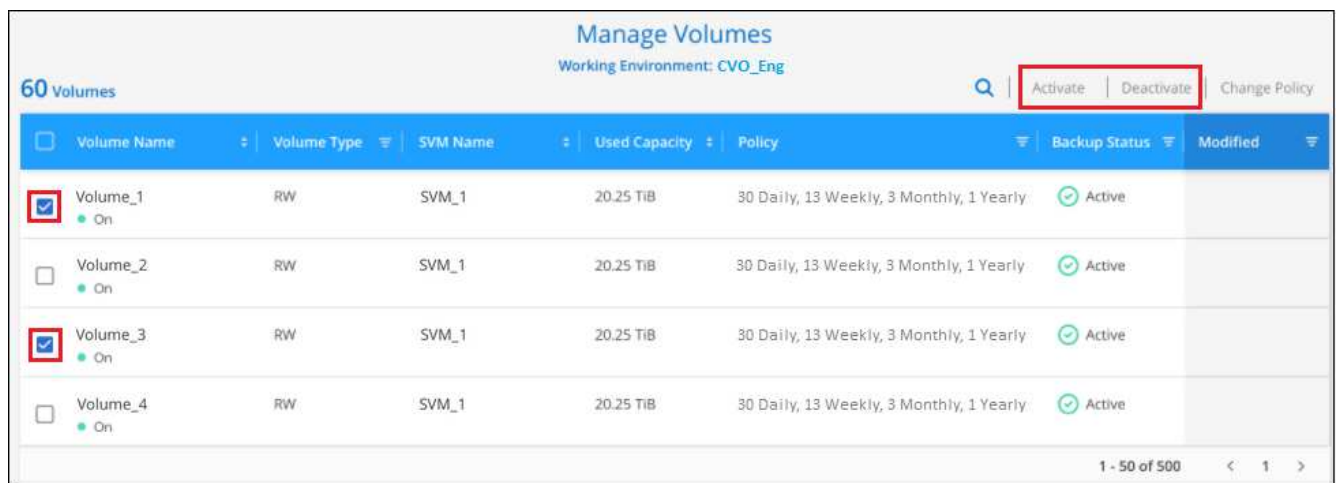 Manage Volumes
Working Environment: CVO_Eng
60 Volumes
Activate | Deactivate | Change Policy
Volume Name Volume Type SVM Name Used Capacity Policy Backup Status Modified
Volume_1 RW SVM_1 20.25 TiB 30 Daily, 13 Weekly, 3 Monthly, 1 Yearly Active
On
Volume_2 RW SVM_1 20.25 TiB 30 Daily, 13 Weekly, 3 Monthly, 1 Yearly Active
On
Volume_3 RW SVM_1 20.25 TiB 30 Daily, 13 Weekly, 3 Monthly, 1 Yearly Active
On
Volume_4 RW SVM_1 20.25 TiB 30 Daily, 13 Weekly, 3 Monthly, 1 Yearly Active
On
1 - 50 of 500 < 1 >